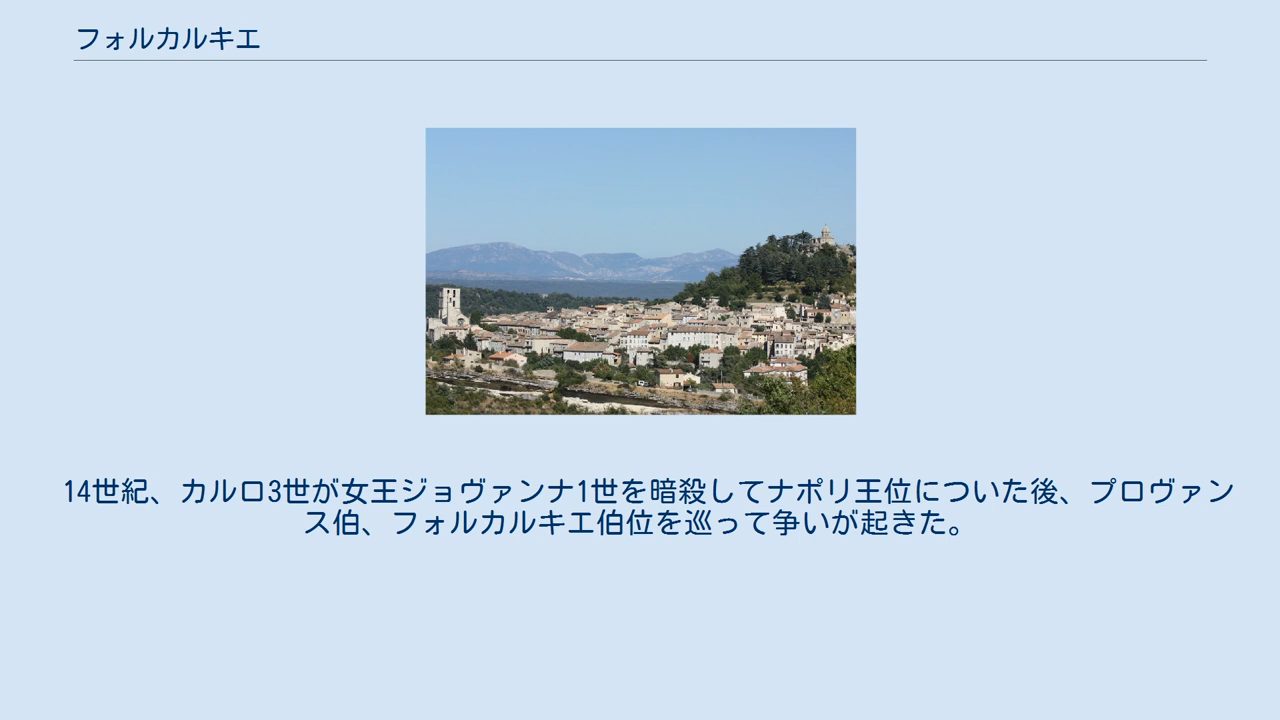 フォルカルキエ
14世紀、カルロ3世が女王ジョヴァンナ1世を暗殺してナポリ王位についた後、プロヴァン
ス伯、フォルカルキエ伯位を巡って争いが起きた。